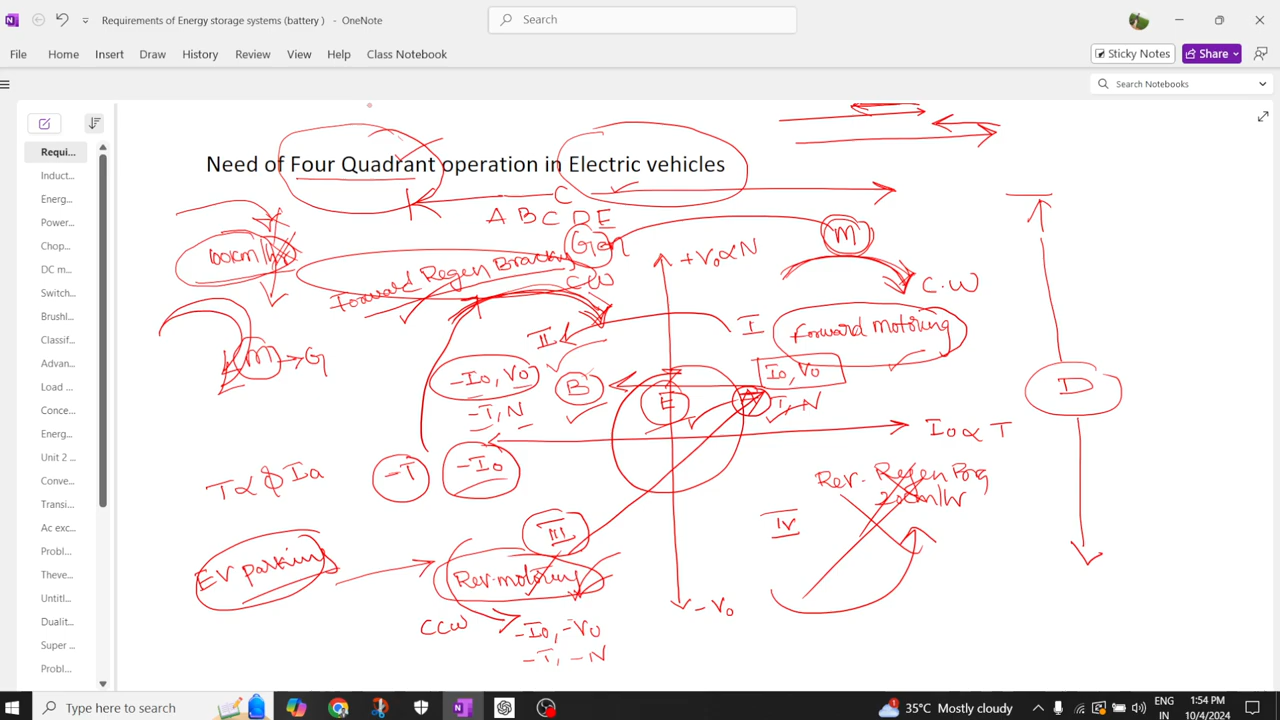 Requirements of Energy storage systems (battery ) - OneNote
Search
File Home Insert Draw History Review View Help Class Notebook
Sticky Notes
Share
Search Notebooks
Requi...
Induct
Energ...
Power...
Chop...
DC m...
Switch...
Brushl...
Classif...
Advan...
Load ...
Conce...
Energ...
Unit 2 ...
Conve...
Transi...
Ac exc...
Probl...
Theve...
Untitl...
Dualit...
Super ...
Probl...
Need of Four Quadrant operation in Electric vehicles
C
A B C D E
Gen
M
100km/h
Forward Regen Bracking
CW
+V₀ ∝ N
C.W
II
I
forward motoring
M → G
-I₀, V₀
-T, N
B
E
A
I₀, V₀
T, N
D
I₀ ∝ T
T ∝ ϕ Ia
-T
-I₀
Rev. Regen Brg
20km/hr
III
IV
EV parking
Rev. motoring
CCW
-I₀, -V₀
-T, -N
-V₀
Type here to search
35°C Mostly cloudy
ENG
IN
1:54 PM
10/4/2024